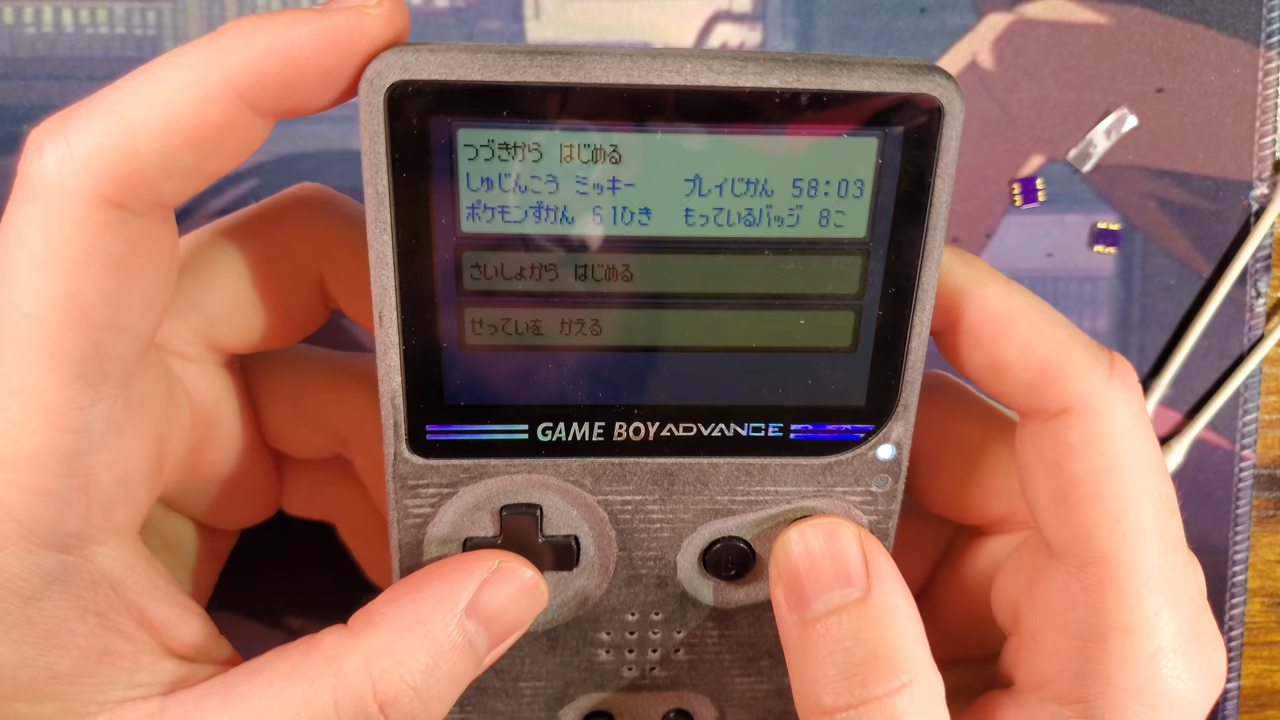 つづきから はじめる
しゅじんこう ミッキー プレイじかん 58:03
ポケモンずかん 61ひき もっているバッジ 8こ
さいしょから はじめる
せっていを かえる
GAME BOY ADVANCE
B